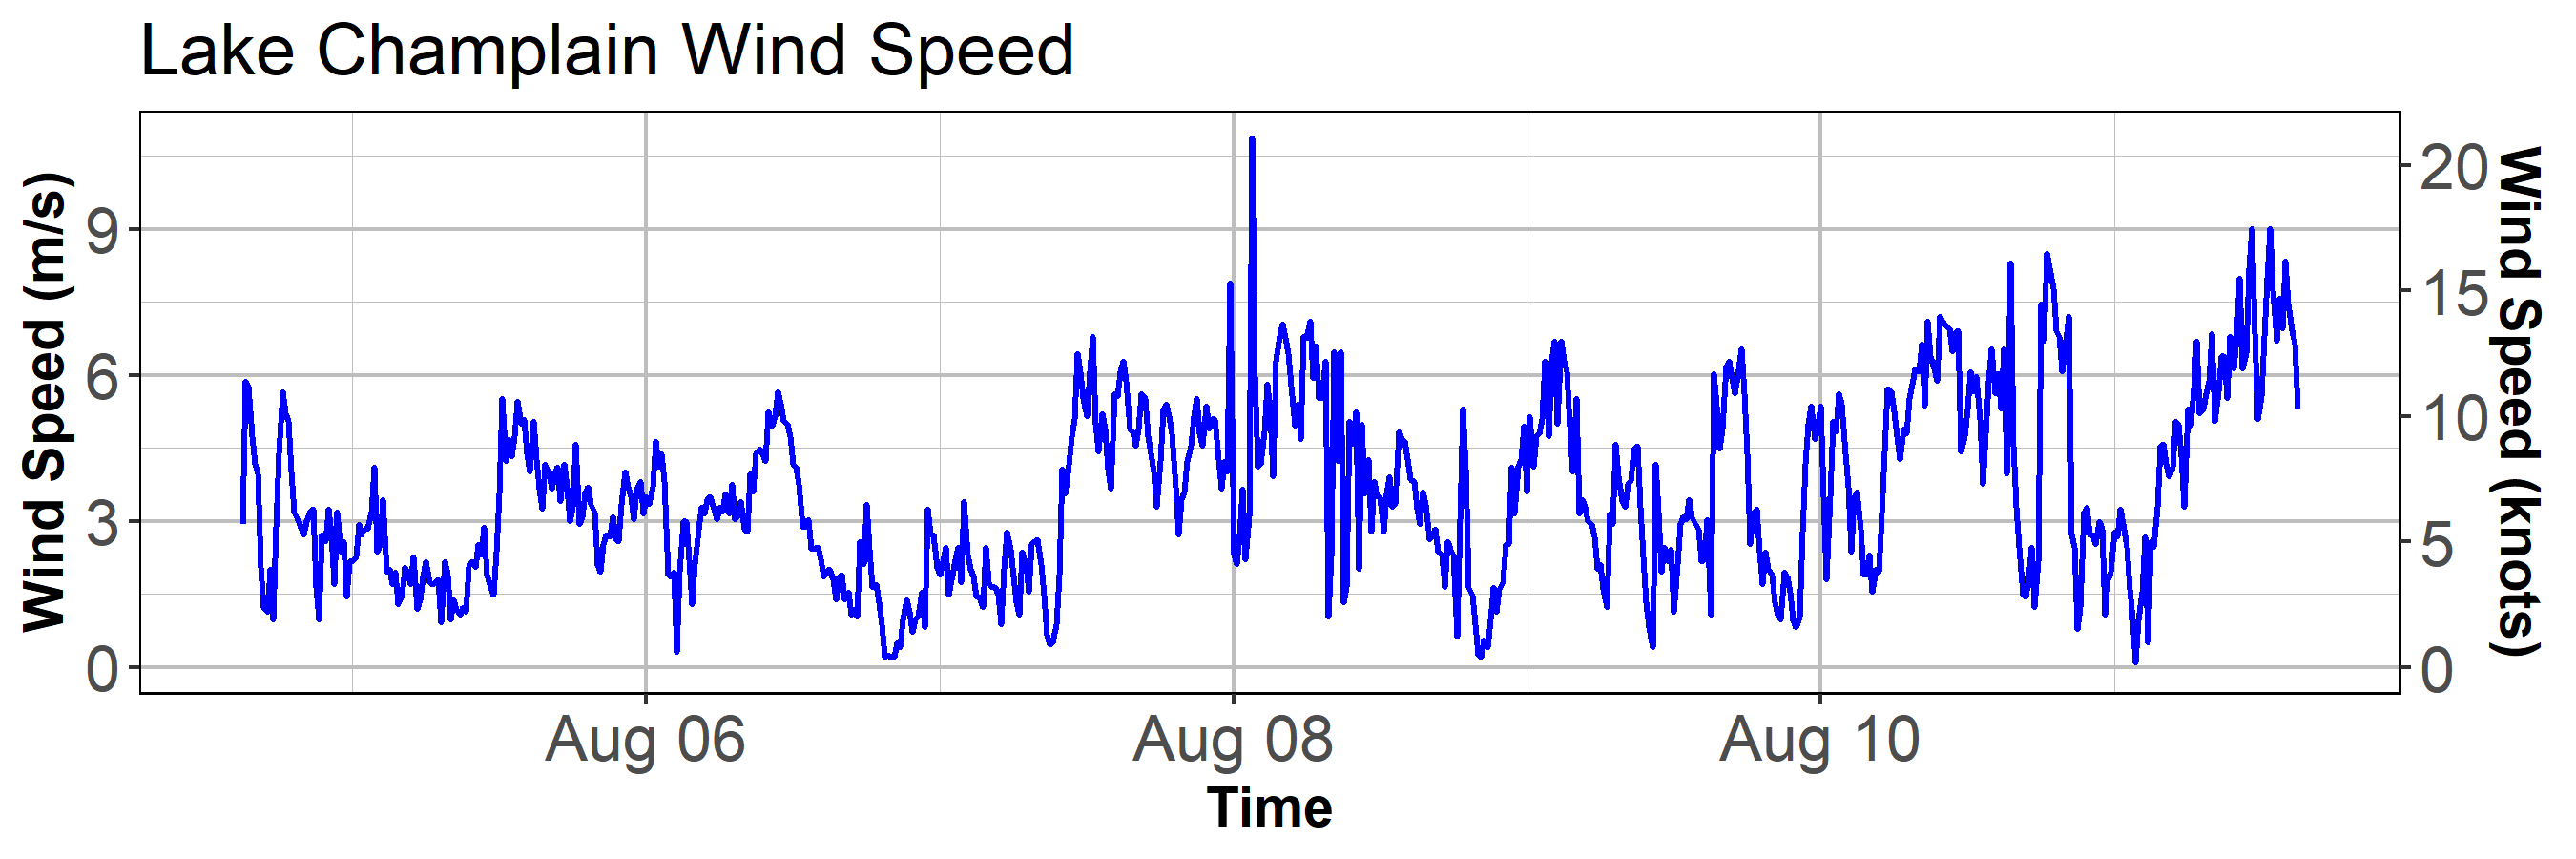 Lake Champlain Wind Speed
Wind Speed (m/s)
9
6
3
0
20
15
10
5
0
Wind Speed (knots)
Aug 06
Aug 08
Aug 10
Time